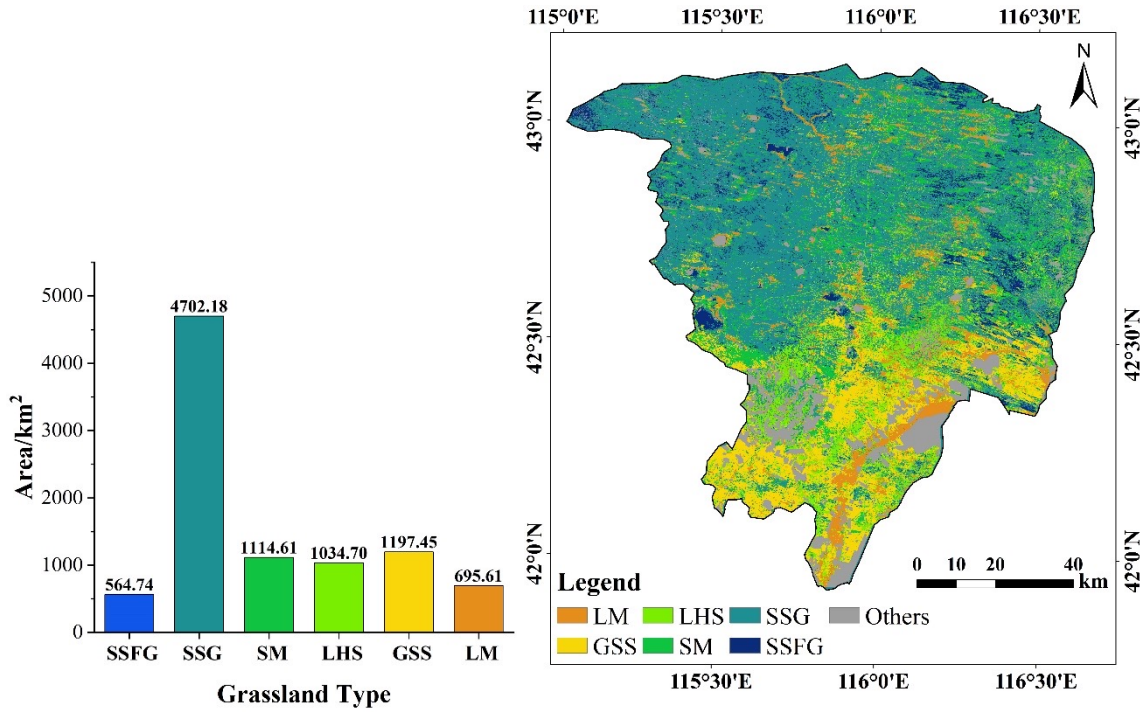 Area/km²
5000
4000
3000
2000
1000
0
564.74
4702.18
1114.61
1034.70
1197.45
695.61
SSFG SSG SM LHS GSS LM
Grassland Type
115°0'E 115°30'E 116°0'E 116°30'E
N
43°0'N 43°0'N
42°30'N 42°30'N
42°0'N 42°0'N
0 10 20 40
km
Legend
LM LHS SSG Others
GSS SM SSFG
115°30'E 116°0'E 116°30'E